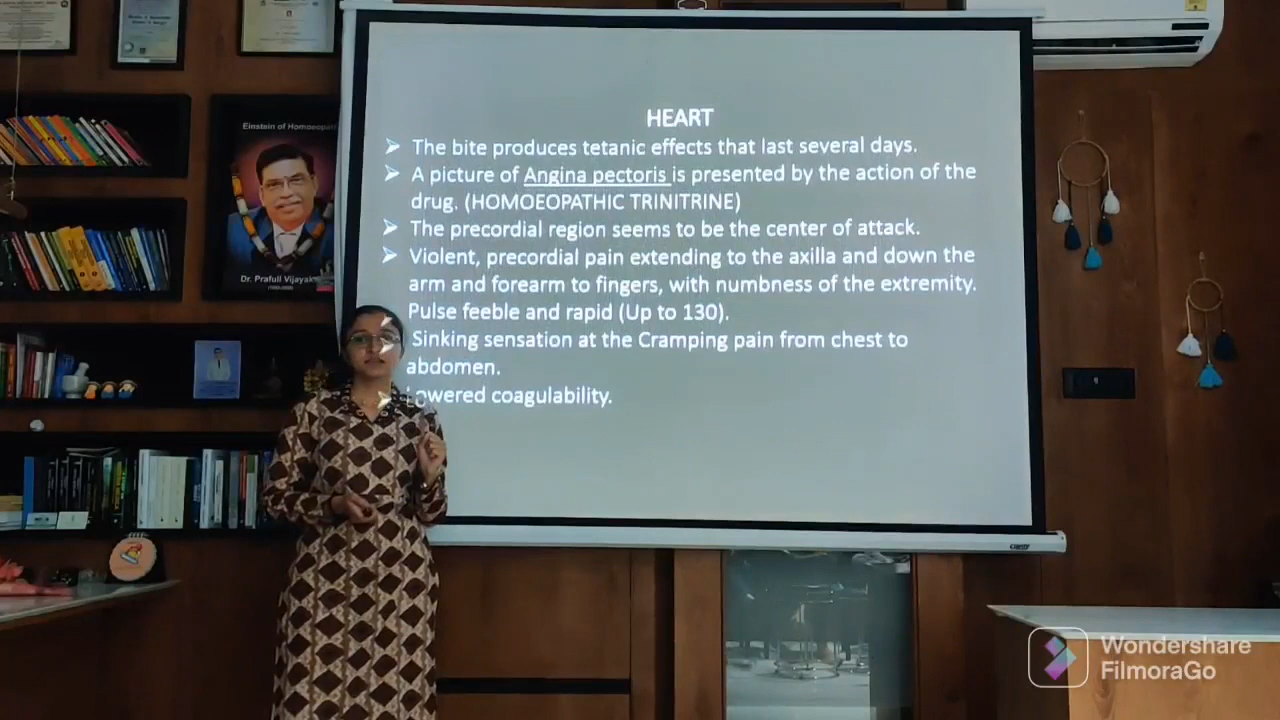 HEART
➤ The bite produces tetanic effects that last several days.
➤ A picture of Angina pectoris is presented by the action of the
drug. (HOMOEOPATHIC TRINITRINE)
➤ The precordial region seems to be the center of attack.
➤ Violent, precordial pain extending to the axilla and down the
arm and forearm to fingers, with numbness of the extremity.
Pulse feeble and rapid (Up to 130).
Sinking sensation at the Cramping pain from chest to
abdomen.
Lowered coagulability.
Einstein of Homoeopat
Dr. Prafull Vijayak
Wondershare
FilmoraGo